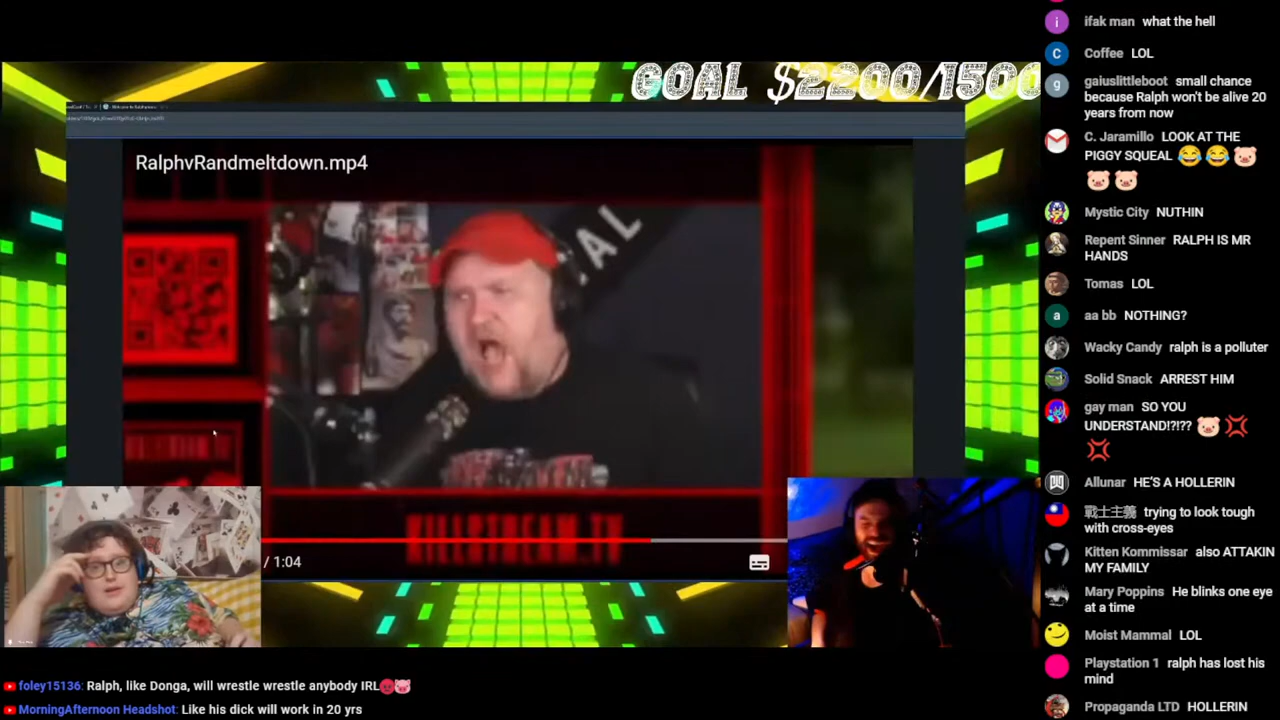 GOAL $2200/1500
RalphvRandmeltdown.mp4
AL
KILLSTREAM.TV
/ 1:04
foley15136: Ralph, like Donga, will wrestle wrestle anybody IRL😡🐷
MorningAfternoon Headshot: Like his dick will work in 20 yrs
ifak man what the hell
Coffee LOL
gaiuslittleboot small chance
because Ralph won't be alive 20
years from now
C. Jaramillo LOOK AT THE
PIGGY SQUEAL 😂😂🐷
🐷🐷
Mystic City NUTHIN
Repent Sinner RALPH IS MR
HANDS
Tomas LOL
aa bb NOTHING?
Wacky Candy ralph is a polluter
Solid Snack ARREST HIM
gay man SO YOU
UNDERSTAND!?!?? 🐷💢
💢
Allunar HE'S A HOLLERIN
戰士主義 trying to look tough
with cross-eyes
Kitten Kommissar also ATTAKIN
MY FAMILY
Mary Poppins He blinks one eye
at a time
Moist Mammal LOL
Playstation 1 ralph has lost his
mind
Propaganda LTD HOLLERIN